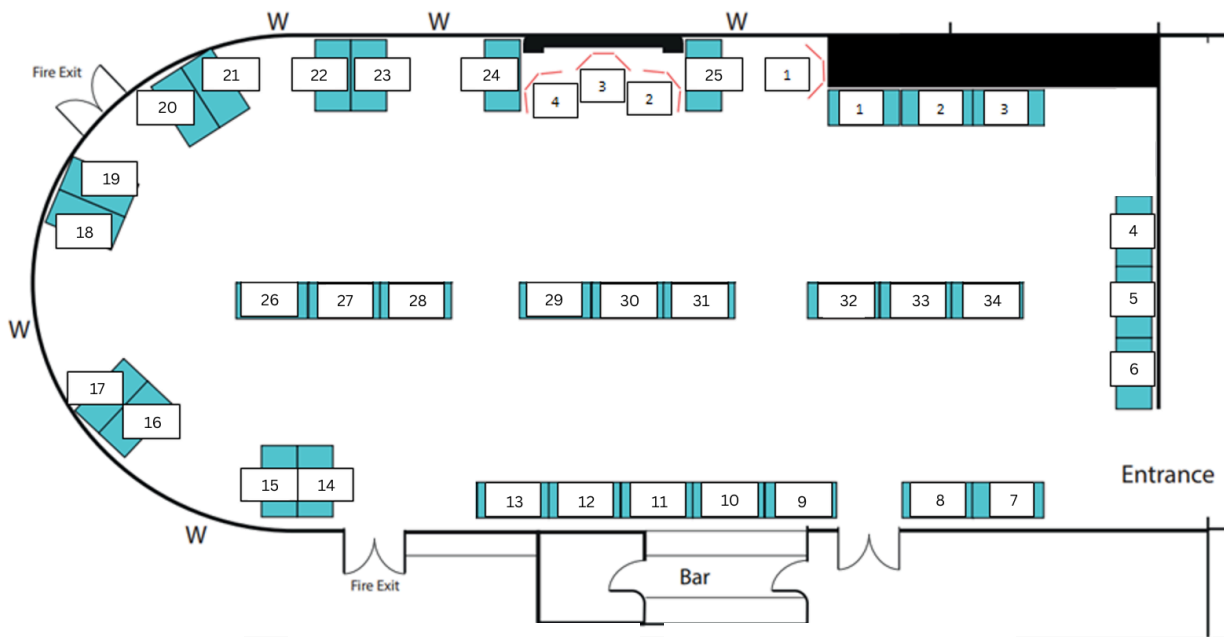 W W W
Fire Exit
21 22 23 24 4 3 2 25 1
20
1 2 3
19
18
4
26 27 28 29 30 31 32 33 34 5
W
6
17
16
Entrance
15 14 13 12 11 10 9 8 7
W
Fire Exit
Bar